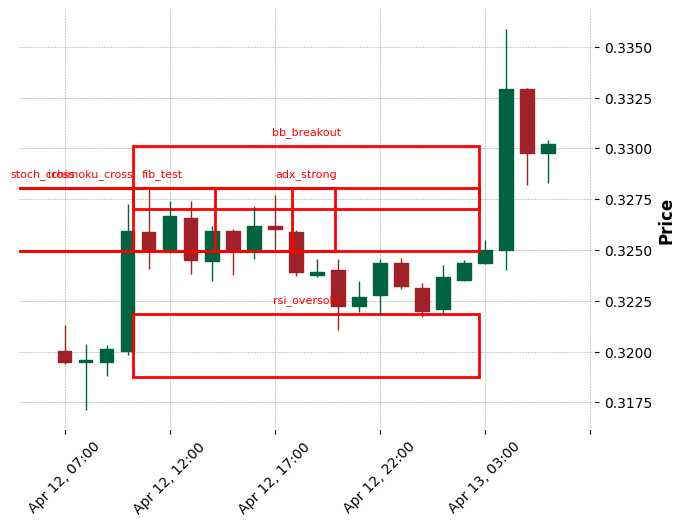 bb_breakout
stoch_cross
ichimoku_cross
fib_test
adx_strong
rsi_oversold
0.3350
0.3325
0.3300
0.3275
0.3250
0.3225
0.3200
0.3175
Price
Apr 12, 07:00
Apr 12, 12:00
Apr 12, 17:00
Apr 12, 22:00
Apr 13, 03:00